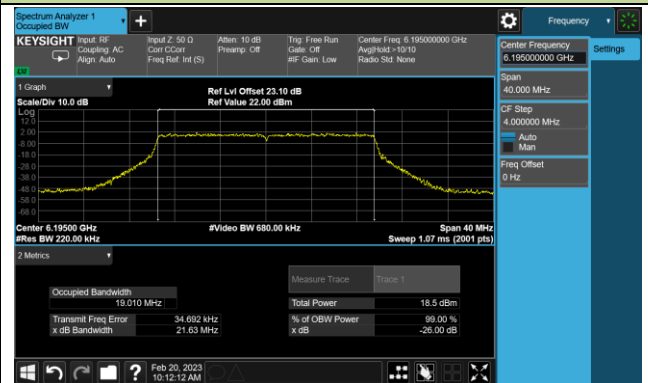 Spectrum Analyzer 1
Occupied BW
Frequency
KEYSIGHT
Input: RF
Coupling: AC
Align: Auto
Input Z: 50 Ω
Corr CCorr
Freq Ref: Int (S)
Atten: 10 dB
Preamp: Off
Trig: Free Run
Gate: Off
#IF Gain: Low
Center Freq: 6.195000000 GHz
Avg|Hold:>10/10
Radio Std: None
Center Frequency
6.195000000 GHz
Settings
Span
40.000 MHz
CF Step
4.000000 MHz
Auto
Man
Freq Offset
0 Hz
1 Graph
Scale/Div 10.0 dB
Ref Lvl Offset 23.10 dB
Ref Value 22.00 dBm
Log
12.0
2.00
-8.00
-18.0
-28.0
-38.0
-48.0
-58.0
-68.0
Center 6.19500 GHz
#Res BW 220.00 kHz
#Video BW 680.00 kHz
Span 40 MHz
Sweep 1.07 ms (2001 pts)
2 Metrics
Measure Trace
Trace 1
Occupied Bandwidth
19.010 MHz
Total Power
18.5 dBm
Transmit Freq Error
34.692 kHz
% of OBW Power
99.00 %
x dB Bandwidth
21.63 MHz
x dB
-26.00 dB
Feb 20, 2023
10:12:12 AM